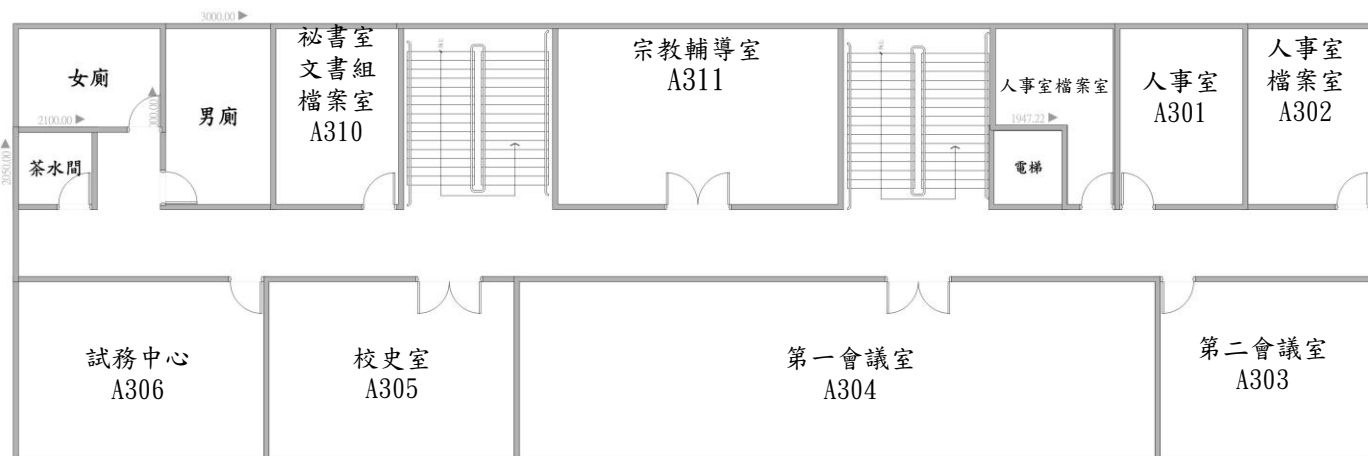 3000.00
女廁
2100.00
100.00
男廁
茶水間
2050.00
祕書室
文書組
檔案室
A310
宗教輔導室
A311
人事室檔案室
1947.22
電梯
人事室
A301
人事室
檔案室
A302
試務中心
A306
校史室
A305
第一會議室
A304
第二會議室
A303